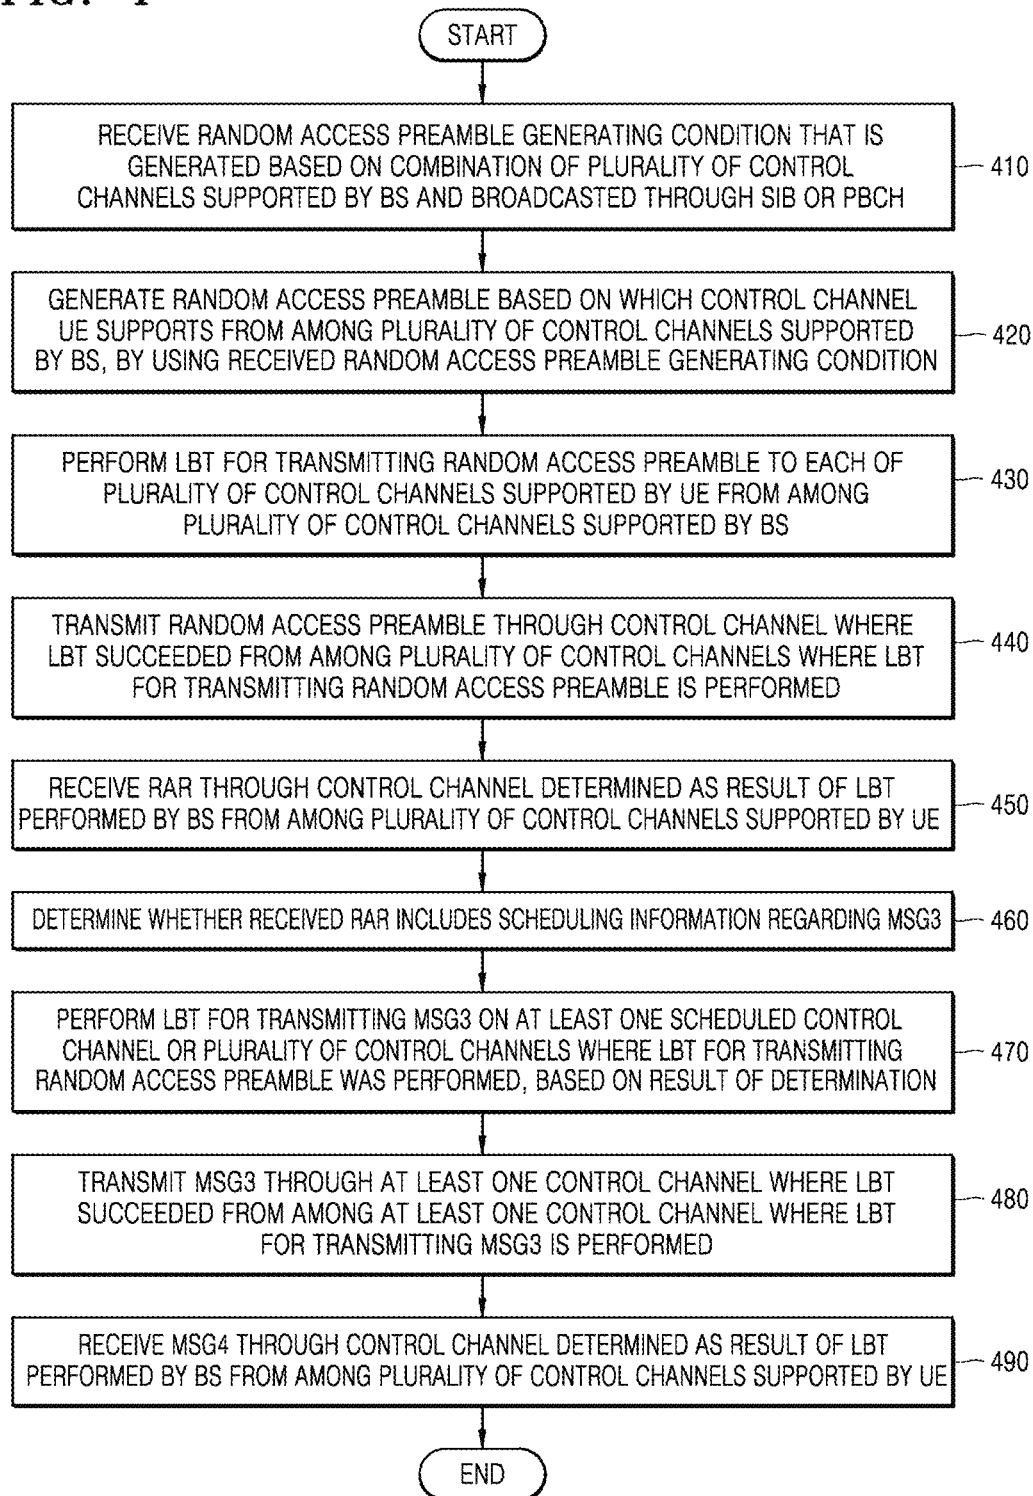 START
RECEIVE RANDOM ACCESS PREAMBLE GENERATING CONDITION THAT IS
GENERATED BASED ON COMBINATION OF PLURALITY OF CONTROL
CHANNELS SUPPORTED BY BS AND BROADCASTED THROUGH SIB OR PBCH
410
GENERATE RANDOM ACCESS PREAMBLE BASED ON WHICH CONTROL CHANNEL
UE SUPPORTS FROM AMONG PLURALITY OF CONTROL CHANNELS SUPPORTED
BY BS, BY USING RECEIVED RANDOM ACCESS PREAMBLE GENERATING CONDITION
420
PERFORM LBT FOR TRANSMITTING RANDOM ACCESS PREAMBLE TO EACH OF
PLURALITY OF CONTROL CHANNELS SUPPORTED BY UE FROM AMONG
PLURALITY OF CONTROL CHANNELS SUPPORTED BY BS
430
TRANSMIT RANDOM ACCESS PREAMBLE THROUGH CONTROL CHANNEL WHERE
LBT SUCCEEDED FROM AMONG PLURALITY OF CONTROL CHANNELS WHERE LBT
FOR TRANSMITTING RANDOM ACCESS PREAMBLE IS PERFORMED
440
RECEIVE RAR THROUGH CONTROL CHANNEL DETERMINED AS RESULT OF LBT
PERFORMED BY BS FROM AMONG PLURALITY OF CONTROL CHANNELS SUPPORTED BY UE
450
DETERMINE WHETHER RECEIVED RAR INCLUDES SCHEDULING INFORMATION REGARDING MSG3
460
PERFORM LBT FOR TRANSMITTING MSG3 ON AT LEAST ONE SCHEDULED CONTROL
CHANNEL OR PLURALITY OF CONTROL CHANNELS WHERE LBT FOR TRANSMITTING
RANDOM ACCESS PREAMBLE WAS PERFORMED, BASED ON RESULT OF DETERMINATION
470
TRANSMIT MSG3 THROUGH AT LEAST ONE CONTROL CHANNEL WHERE LBT
SUCCEEDED FROM AMONG AT LEAST ONE CONTROL CHANNEL WHERE LBT
FOR TRANSMITTING MSG3 IS PERFORMED
480
RECEIVE MSG4 THROUGH CONTROL CHANNEL DETERMINED AS RESULT OF LBT
PERFORMED BY BS FROM AMONG PLURALITY OF CONTROL CHANNELS SUPPORTED BY UE
490
END